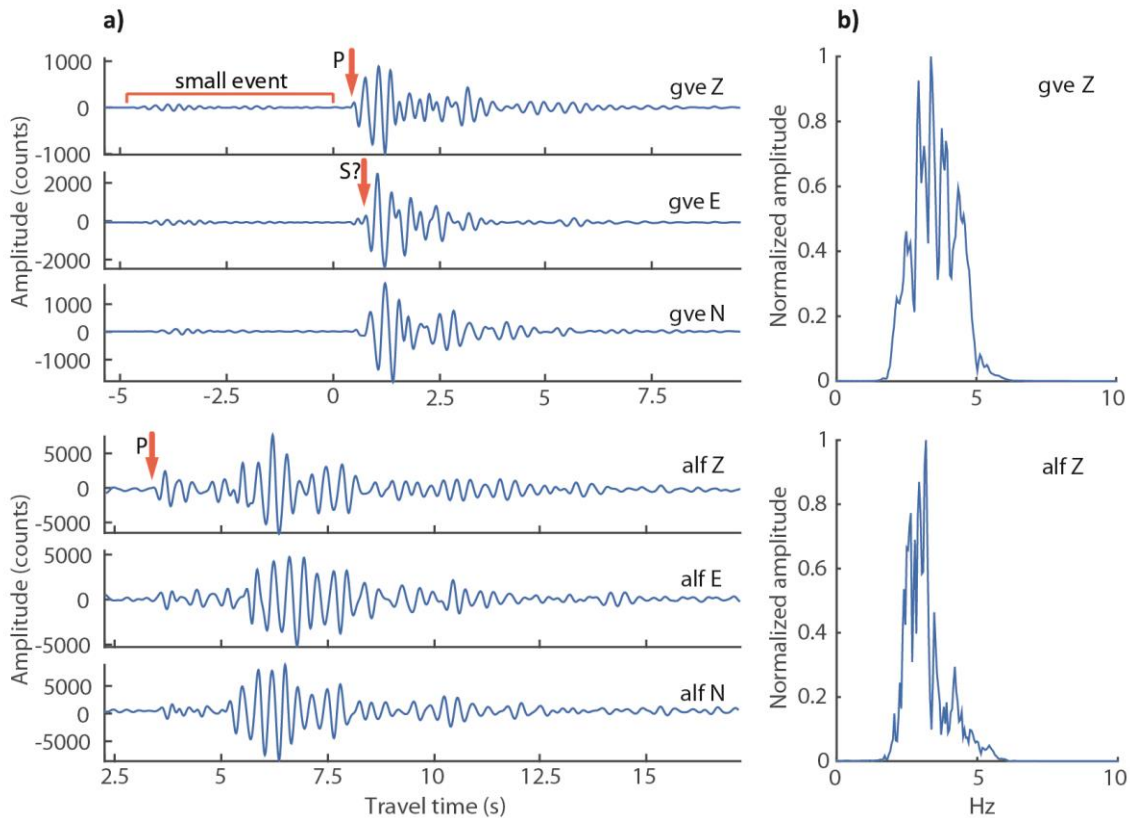 a)
P
small event
gve Z
1000
0
-1000
S?
gve E
2000
0
-2000
gve N
1000
0
-1000
-5 -2.5 0 2.5 5 7.5
Amplitude (counts)
P
alf Z
5000
0
-5000
alf E
5000
0
-5000
alf N
5000
0
-5000
2.5 5 7.5 10 12.5 15
Amplitude (counts)
Travel time (s)
b)
gve Z
1
0.8
0.6
0.4
0.2
0
0 5 10
Normalized amplitude
alf Z
1
0.8
0.6
0.4
0.2
0
0 5 10
Normalized amplitude
Hz